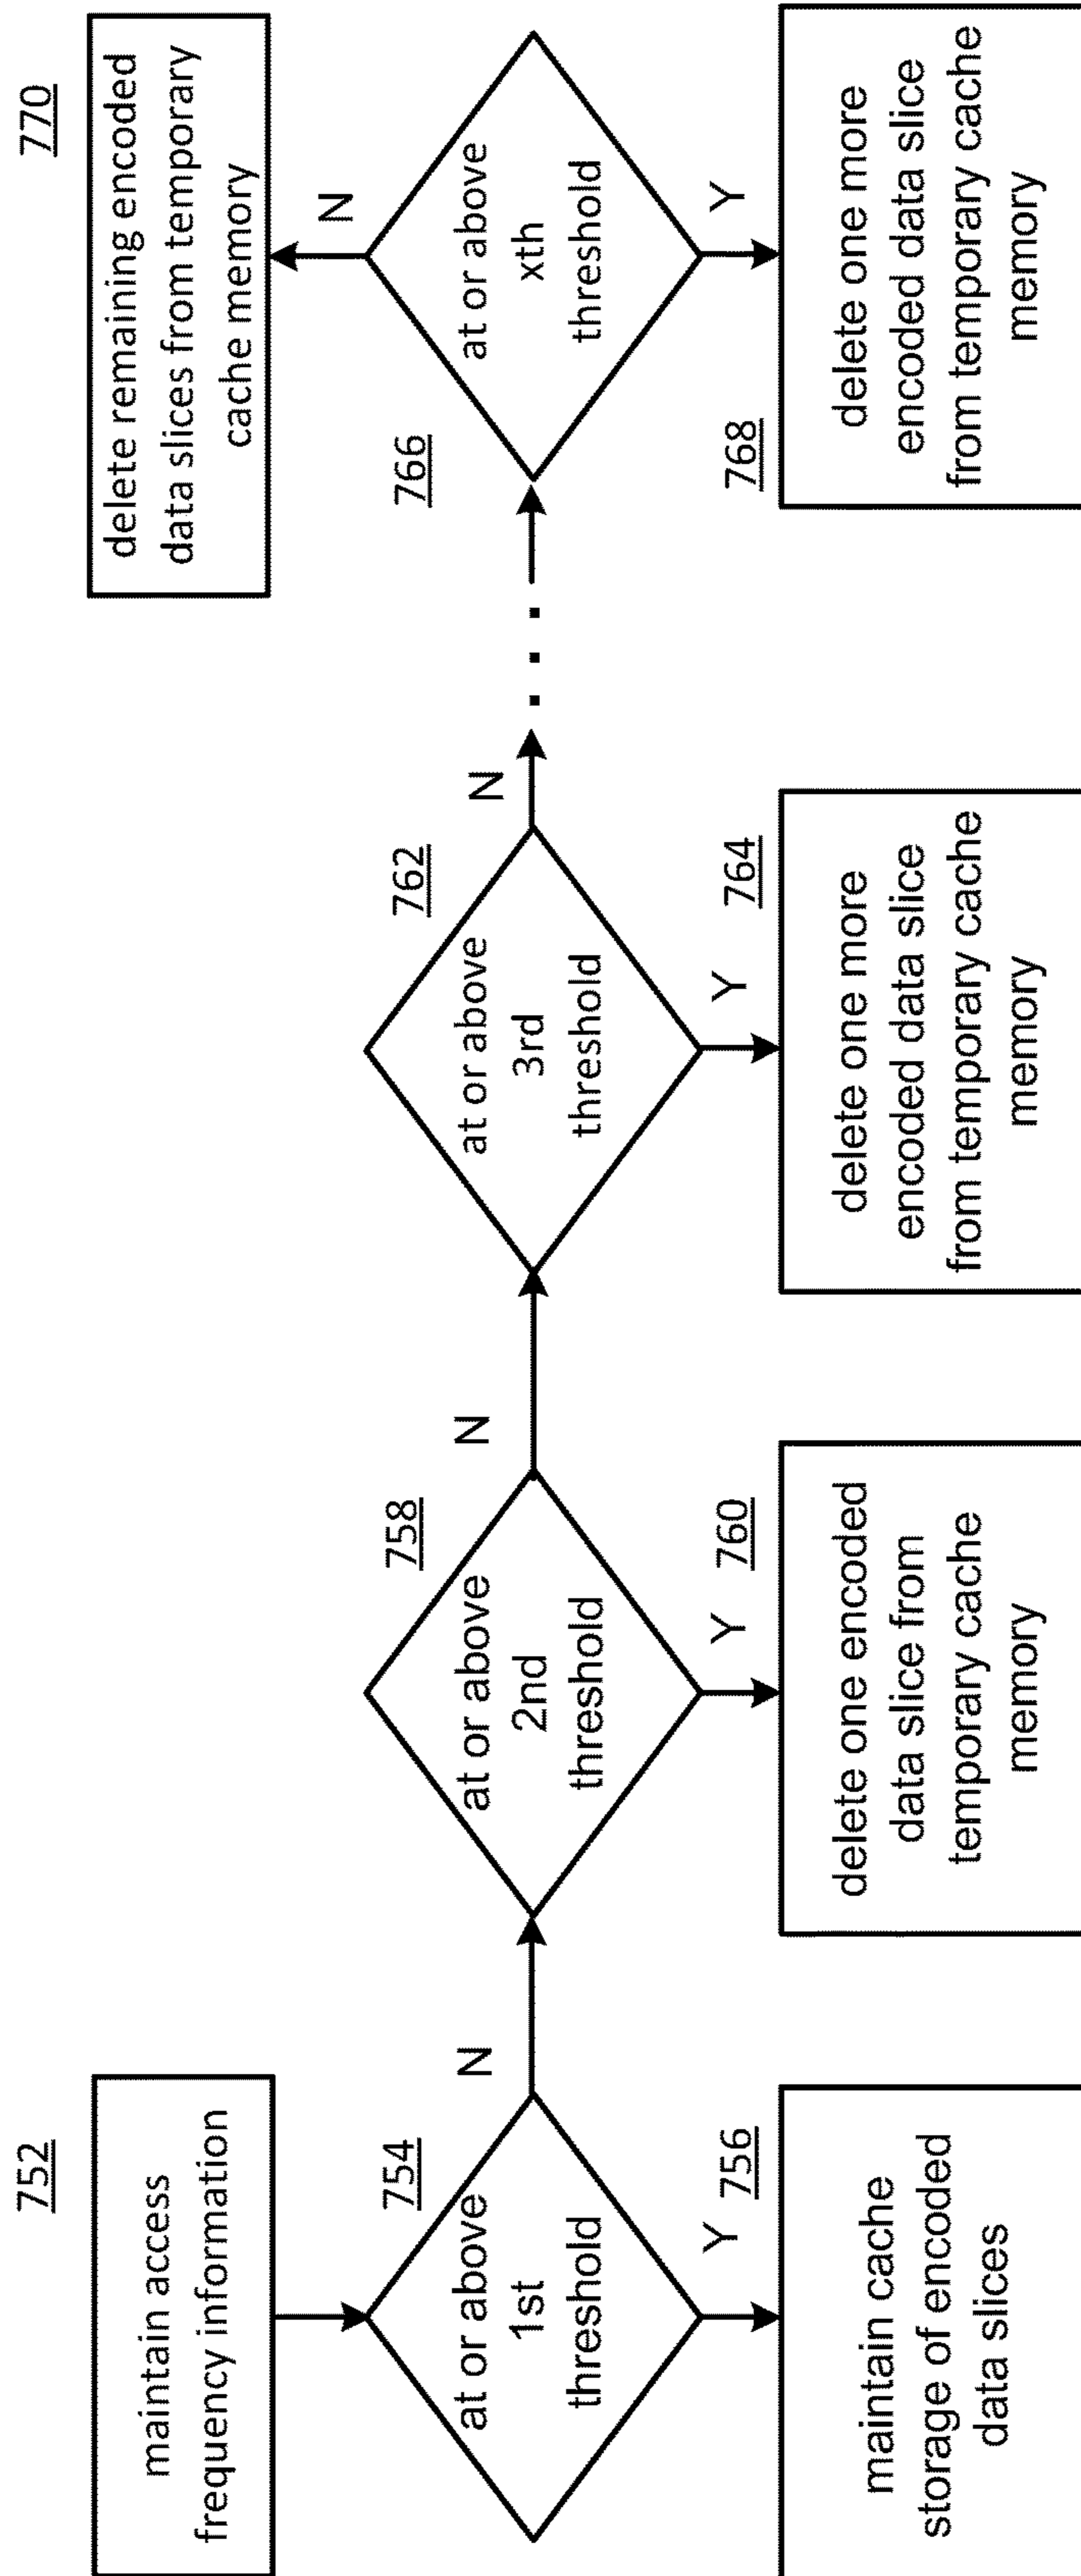 752
maintain access
frequency information
754
at or above
1st
threshold
N
Y
756
maintain cache
storage of encoded
data slices
758
at or above
2nd
threshold
N
Y
760
delete one encoded
data slice from
temporary cache
memory
762
at or above
3rd
threshold
N
Y
764
delete one more
encoded data slice
from temporary cache
memory
. . .
766
at or above
xth
threshold
N
770
delete remaining encoded
data slices from temporary
cache memory
Y
768
delete one more
encoded data slice
from temporary cache
memory